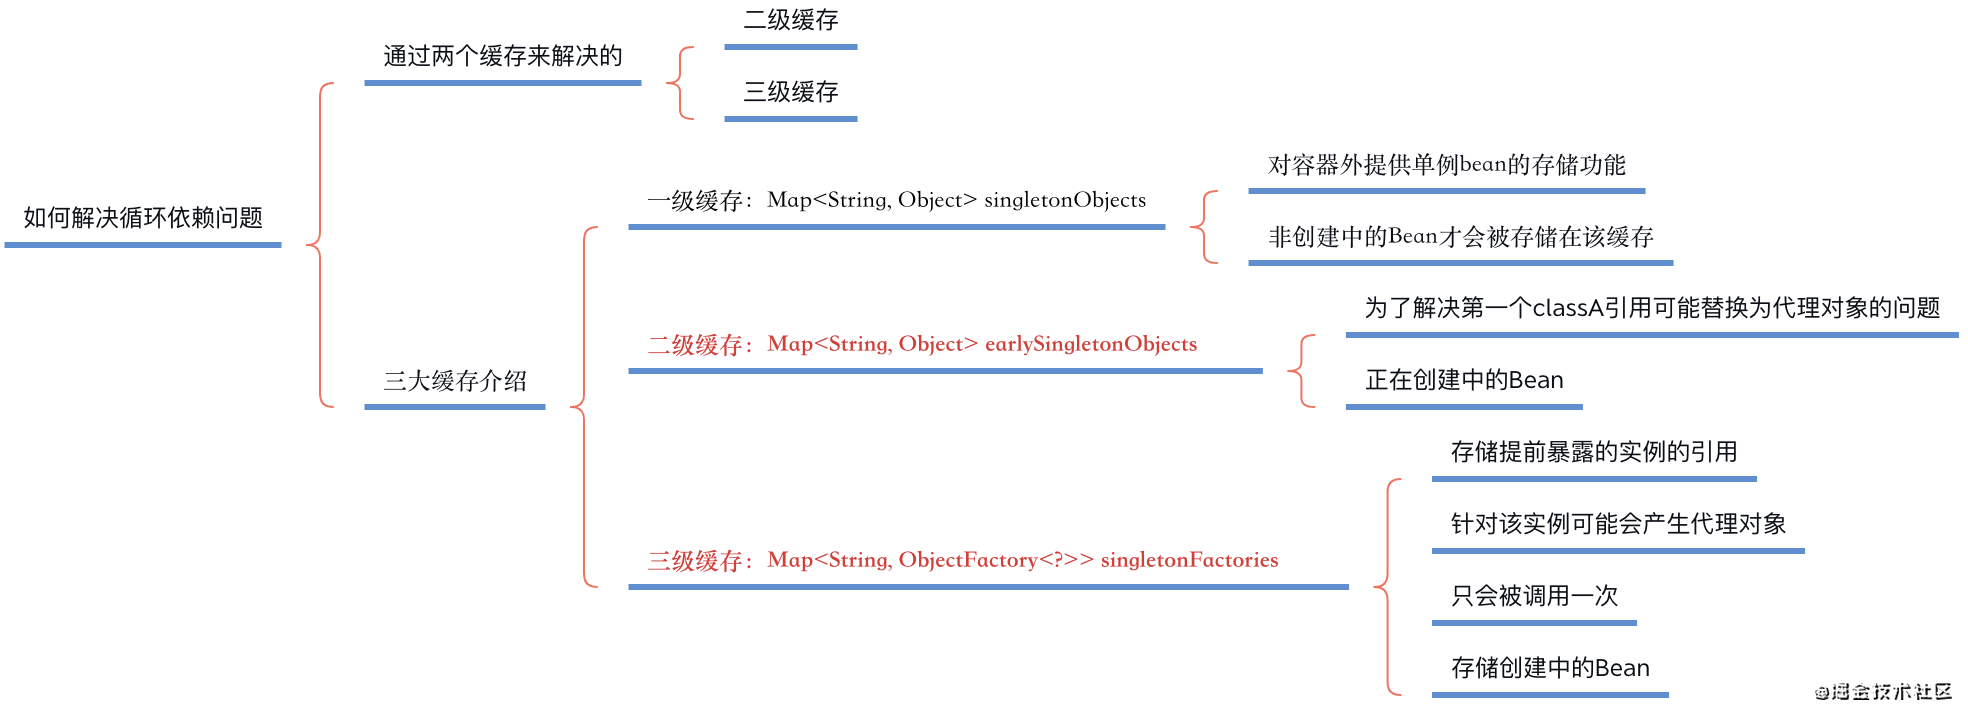 如何解决循环依赖问题
通过两个缓存来解决的
二级缓存
三级缓存
三大缓存介绍
一级缓存：Map<String, Object> singletonObjects
对容器外提供单例bean的存储功能
非创建中的Bean才会被存储在该缓存
二级缓存：Map<String, Object> earlySingletonObjects
为了解决第一个classA引用可能替换为代理对象的问题
正在创建中的Bean
三级缓存：Map<String, ObjectFactory<?>> singletonFactories
存储提前暴露的实例的引用
针对该实例可能会产生代理对象
只会被调用一次
存储创建中的Bean
@掘金技术社区